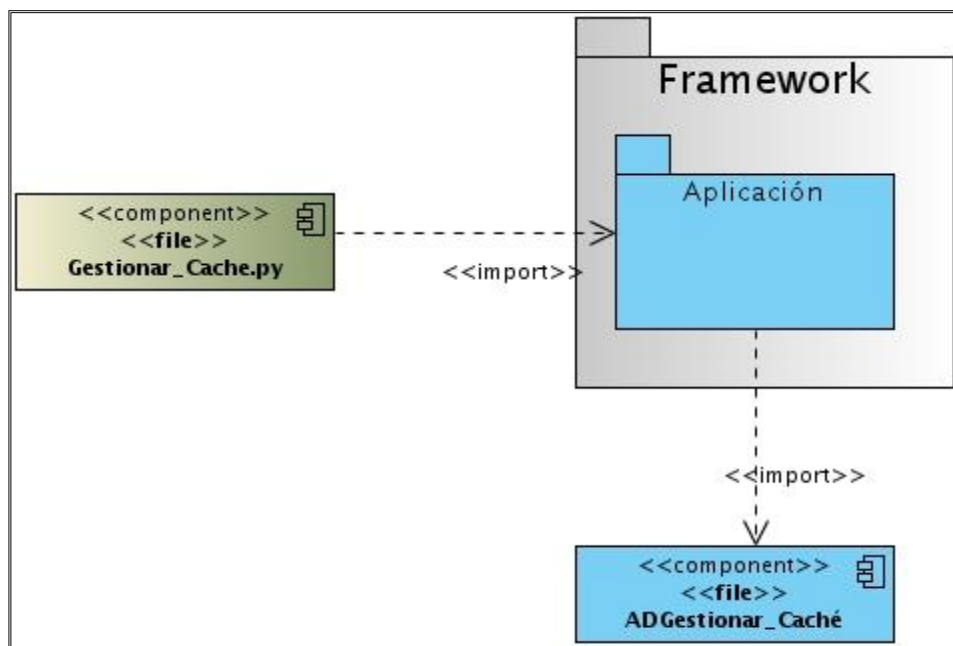 Framework
Aplicación
<<component>>
<<file>>
Gestionar_Cache.py
<<import>>
<<import>>
<<component>>
<<file>>
ADGestionar_Caché